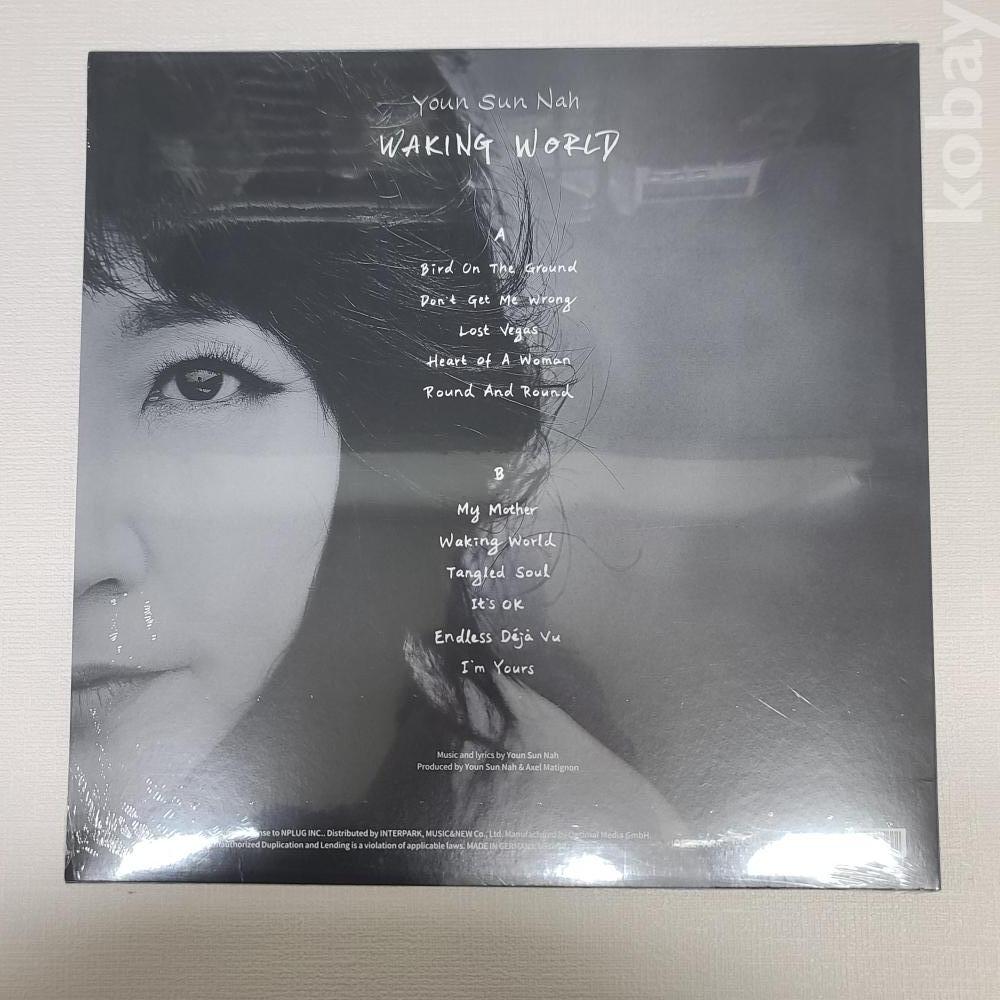 kobay
Youn Sun Nah
WAKING WORLD
A
Bird On The Ground
Don't Get Me Wrong
Lost Vegas
Heart of A Woman
Round And Round
B
My Mother
Waking World
Tangled Soul
It's OK
Endless Déjà Vu
I'm Yours
Music and lyrics by Youn Sun Nah
Produced by Youn Sun Nah & Axel Matignon
to NPLUG INC.. Distributed by INTERPARK, MUSIC&NEW Co., Ltd. Manufactured by Optimal Media GmbH.
Duplication and Lending is a violation of applicable laws. MADE IN GERMANY.